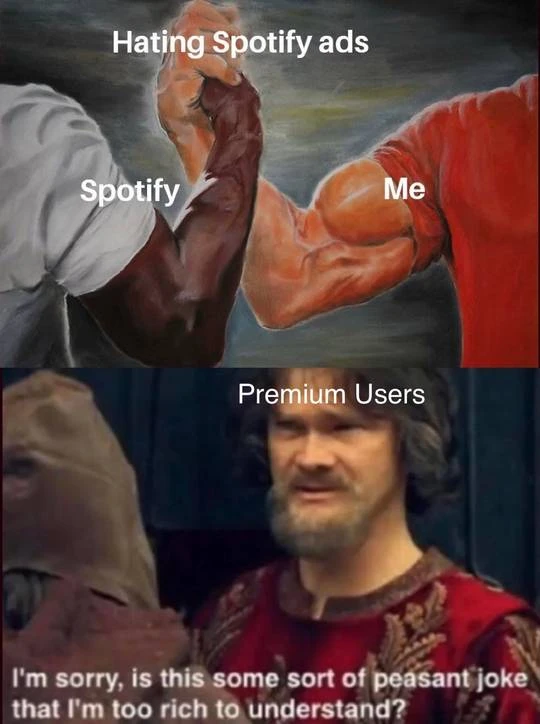 Hating Spotify ads
Spotify
Me
Premium Users
I'm sorry, is this some sort of peasant joke
that I'm too rich to understand?